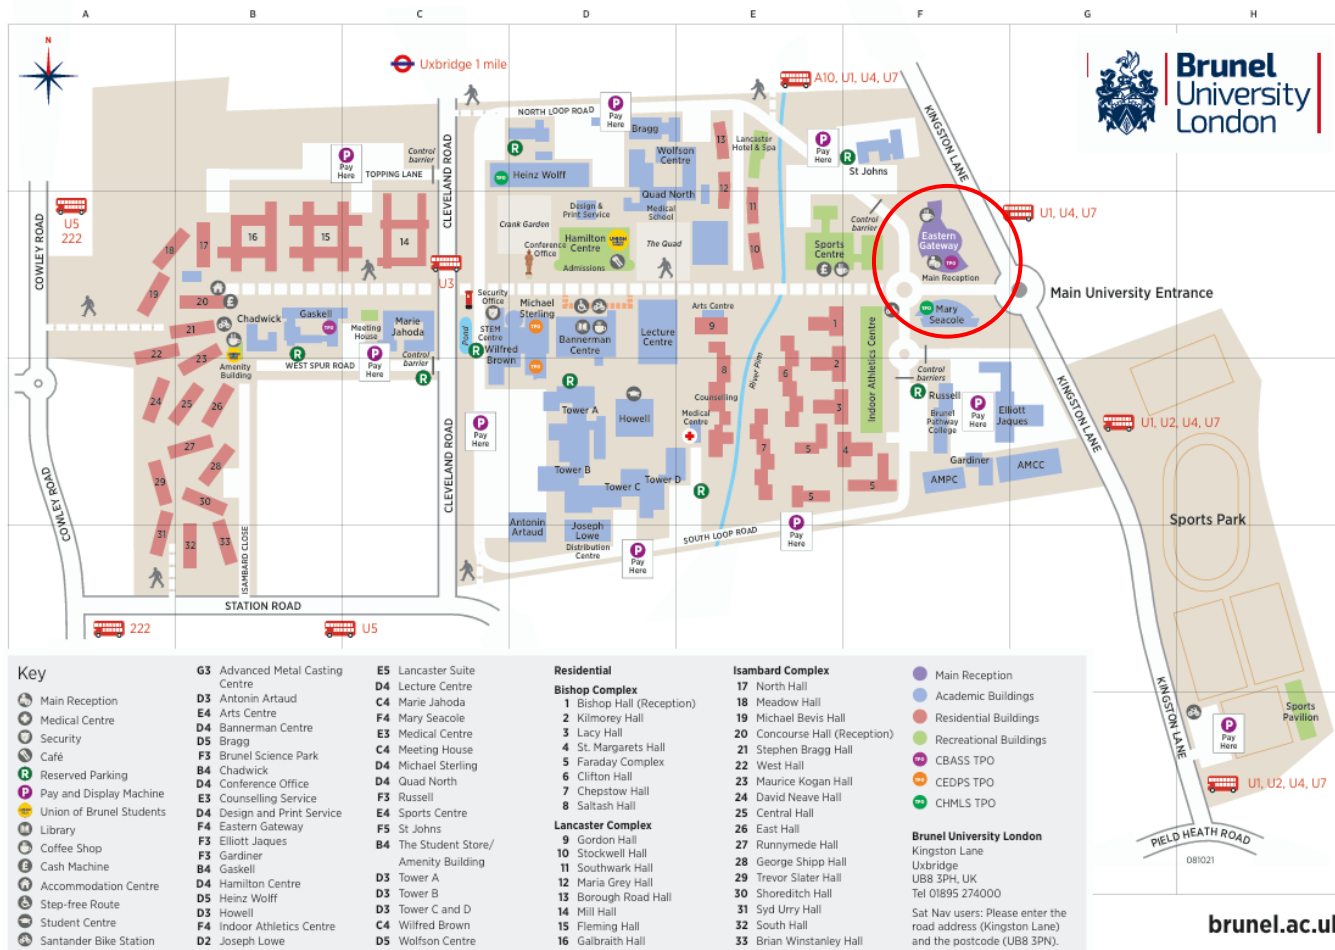 A B C D E F G H
N
Uxbridge 1 mile
A10, U1, U4, U7
Brunel
University
London
NORTH LOOP ROAD
P
Pay
Here
Bragg
KINGSTON LANE
Control
barrier
P
Pay
Here
TOPPING LANE
CLEVELAND ROAD
R
Wolfson
Centre
13
Lancaster
Hotel & Spa
P
Pay
Here
R
St Johns
TPO
Heinz Wolff
Quad North
12
COWLEY ROAD
U5
222
Design &
Print Service
Medical
School
11
Control
barrier
U1, U4, U7
18
17
16
15
14
Crank Garden
Hamilton
Centre
UNION
The Quad
Eastern
Gateway
Conference
Office
Admissions
10
Sports
Centre
£
TPO
Main Reception
U3
19
20
£
Security
Office
Main University Entrance
Chadwick
Gaskell
TPO
Meeting
House
Marie
Jahoda
STEM
Centre
Michael
Sterling
TPO
Arts Centre
TPO
Mary
Seacole
21
Pond
Wilfred
Brown
Bannerman
Centre
Lecture
Centre
9
1
Indoor Athletics Centre
22
23
Amenity
Building
R
WEST SPUR ROAD
P
Pay
Here
Control
barrier
R
R
TPO
8
River Pinn
6
2
Control
barriers
KINGSTON LANE
24
25
26
R
Tower A
Howell
Counselling
Medical
Centre
3
R
Russell
Brunel
Pathway
College
P
Pay
Here
Elliott
Jaques
U1, U2, U4, U7
CLEVELAND ROAD
P
Pay
Here
27
28
7
5
4
Gardiner
AMCC
AMPC
29
Tower B
Tower C
Tower D
R
5
5
COWLEY ROAD
30
31
32
33
ISAMBARD CLOSE
Antonin
Artaud
Joseph
Lowe
Distribution
Centre
P
Pay
Here
SOUTH LOOP ROAD
P
Pay
Here
Sports Park
STATION ROAD
222
U5
KINGSTON LANE
P
Pay
Here
Sports
Pavilion
U1, U2, U4, U7
PIELD HEATH ROAD
081021
Key
Main Reception
Medical Centre
Security
Café
R Reserved Parking
P Pay and Display Machine
Union of Brunel Students
Library
Coffee Shop
£ Cash Machine
Accommodation Centre
Step-free Route
Student Centre
Santander Bike Station
G3 Advanced Metal Casting
Centre
D3 Antonin Artaud
E4 Arts Centre
D4 Bannerman Centre
D5 Bragg
F3 Brunel Science Park
B4 Chadwick
D4 Conference Office
E3 Counselling Service
D4 Design and Print Service
F4 Eastern Gateway
F3 Elliott Jaques
F3 Gardiner
B4 Gaskell
D4 Hamilton Centre
D5 Heinz Wolff
D3 Howell
F4 Indoor Athletics Centre
D2 Joseph Lowe
E5 Lancaster Suite
D4 Lecture Centre
C4 Marie Jahoda
F4 Mary Seacole
E3 Medical Centre
C4 Meeting House
D4 Michael Sterling
D4 Quad North
F3 Russell
E4 Sports Centre
F5 St Johns
B4 The Student Store/
Amenity Building
D3 Tower A
D3 Tower B
D3 Tower C and D
C4 Wilfred Brown
D5 Wolfson Centre
Residential
Bishop Complex
1 Bishop Hall (Reception)
2 Kilmorey Hall
3 Lacy Hall
4 St. Margarets Hall
5 Faraday Complex
6 Clifton Hall
7 Chepstow Hall
8 Saltash Hall
Lancaster Complex
9 Gordon Hall
10 Stockwell Hall
11 Southwark Hall
12 Maria Grey Hall
13 Borough Road Hall
14 Mill Hall
15 Fleming Hall
16 Galbraith Hall
Isambard Complex
17 North Hall
18 Meadow Hall
19 Michael Bevis Hall
20 Concourse Hall (Reception)
21 Stephen Bragg Hall
22 West Hall
23 Maurice Kogan Hall
24 David Neave Hall
25 Central Hall
26 East Hall
27 Runnymede Hall
28 George Shipp Hall
29 Trevor Slater Hall
30 Shoreditch Hall
31 Syd Urry Hall
32 South Hall
33 Brian Winstanley Hall
Main Reception
Academic Buildings
Residential Buildings
Recreational Buildings
TPO CBASS TPO
TPO CEDPS TPO
TPO CHMLS TPO
Brunel University London
Kingston Lane
Uxbridge
UB8 3PH, UK
Tel 01895 274000
Sat Nav users: Please enter the
road address (Kingston Lane)
and the postcode (UB8 3PN).
brunel.ac.uk